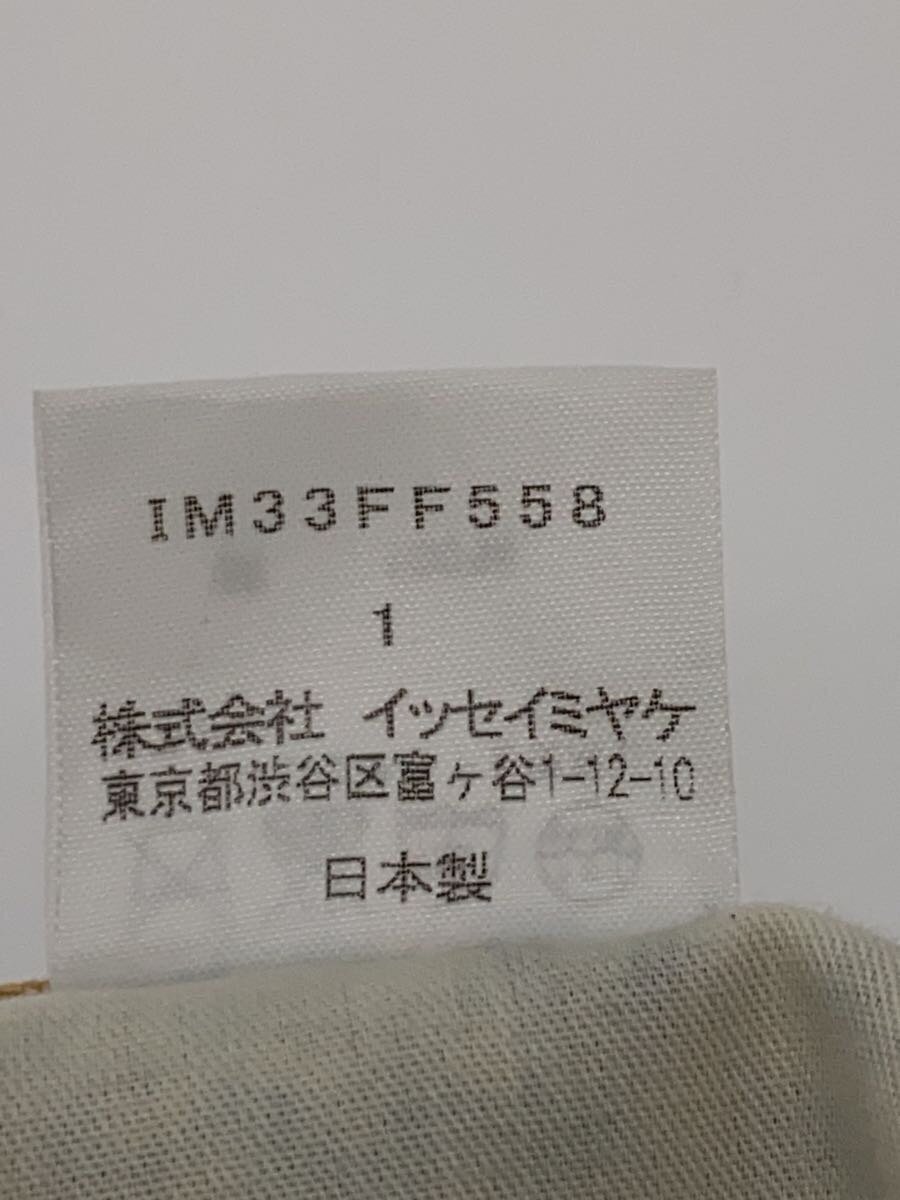 IM33FF558
1
株式会社 イッセイミヤケ
東京都渋谷区富ヶ谷1-12-10
日本製